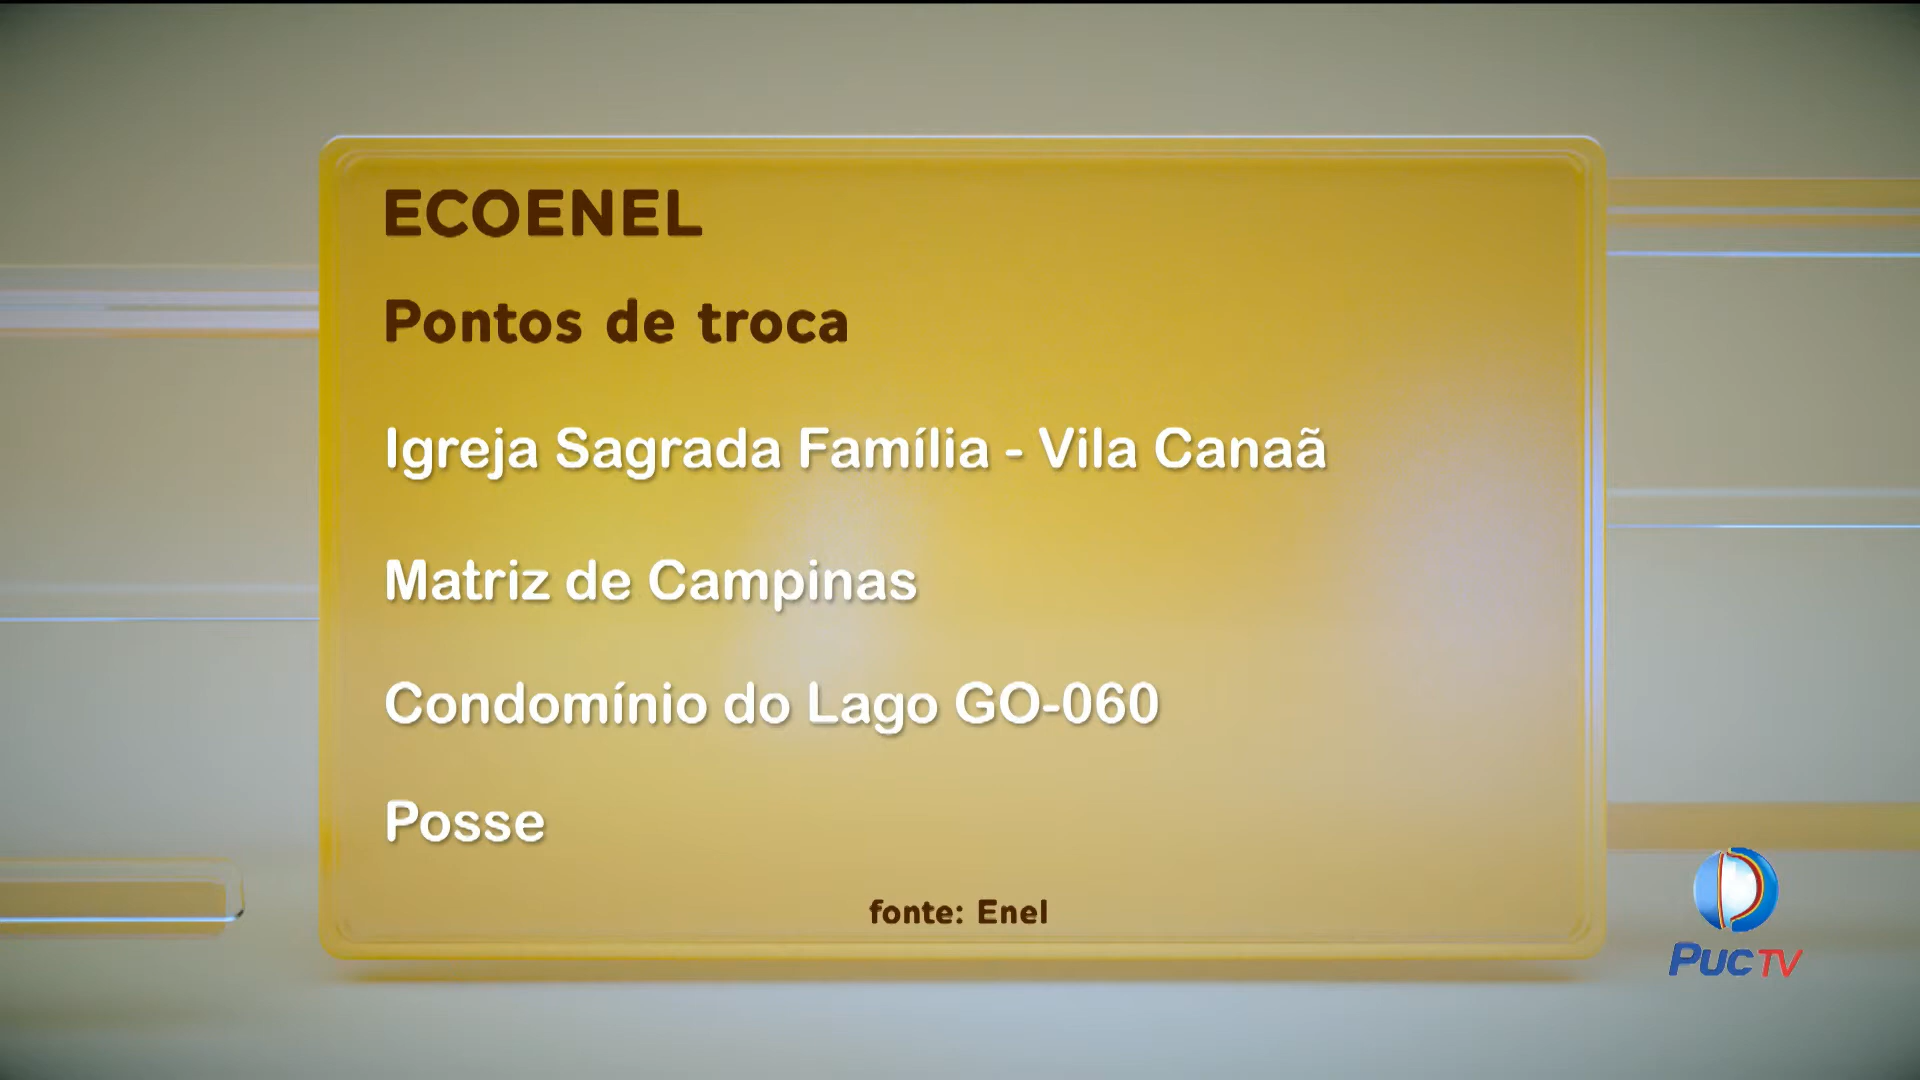 ECOENEL
Pontos de troca
Igreja Sagrada Família - Vila Canaã
Matriz de Campinas
Condomínio do Lago GO-060
Posse
fonte: Enel
PUC TV